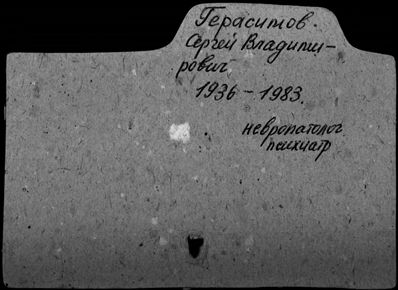 Герасимов.
Сергей Владими-
рович
1936 - 1983.
невропатолог
психиатр